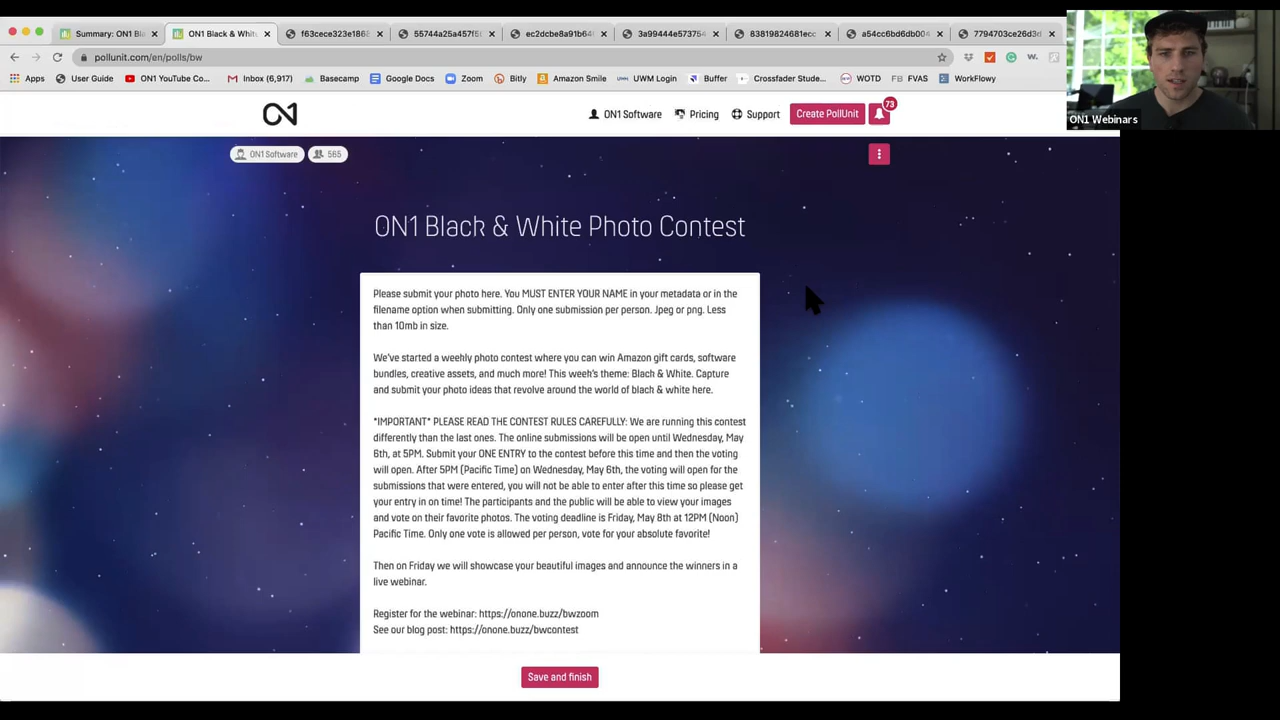 Summary: ON1 Bl
ON1 Black & Whit
f63cece323e1868
55744a25a457f5
ec2dcbe8a91b64
3a99444e573754
83819824681ecc
a54cc6bd6db004
7794703ce26d3d
pollunit.com/en/polls/bw
Apps
User Guide
ON1 YouTube Co...
Inbox (6,917)
Basecamp
Google Docs
Zoom
Bitly
Amazon Smile
UWM Login
Buffer
Crossfader Stude...
WOTD
FB FVAS
WorkFlowy
ON1 Webinars
ON1
ON1 Software
Pricing
Support
Create PollUnit
73
ON1 Software
565
ON1 Black & White Photo Contest
Please submit your photo here. You MUST ENTER YOUR NAME in your metadata or in the
filename option when submitting. Only one submission per person. Jpeg or png. Less
than 10mb in size.
We've started a weekly photo contest where you can win Amazon gift cards, software
bundles, creative assets, and much more! This week's theme: Black & White. Capture
and submit your photo ideas that revolve around the world of black & white here.
*IMPORTANT* PLEASE READ THE CONTEST RULES CAREFULLY: We are running this contest
differently than the last ones. The online submissions will be open until Wednesday, May
6th, at 5PM. Submit your ONE ENTRY to the contest before this time and then the voting
will open. After 5PM (Pacific Time) on Wednesday, May 6th, the voting will open for the
submissions that were entered, you will not be able to enter after this time so please get
your entry in on time! The participants and the public will be able to view your images
and vote on their favorite photos. The voting deadline is Friday, May 8th at 12PM (Noon)
Pacific Time. Only one vote is allowed per person, vote for your absolute favorite!
Then on Friday we will showcase your beautiful images and announce the winners in a
live webinar.
Register for the webinar: https://onone.buzz/bwzoom
See our blog post: https://onone.buzz/bwcontest
Save and finish